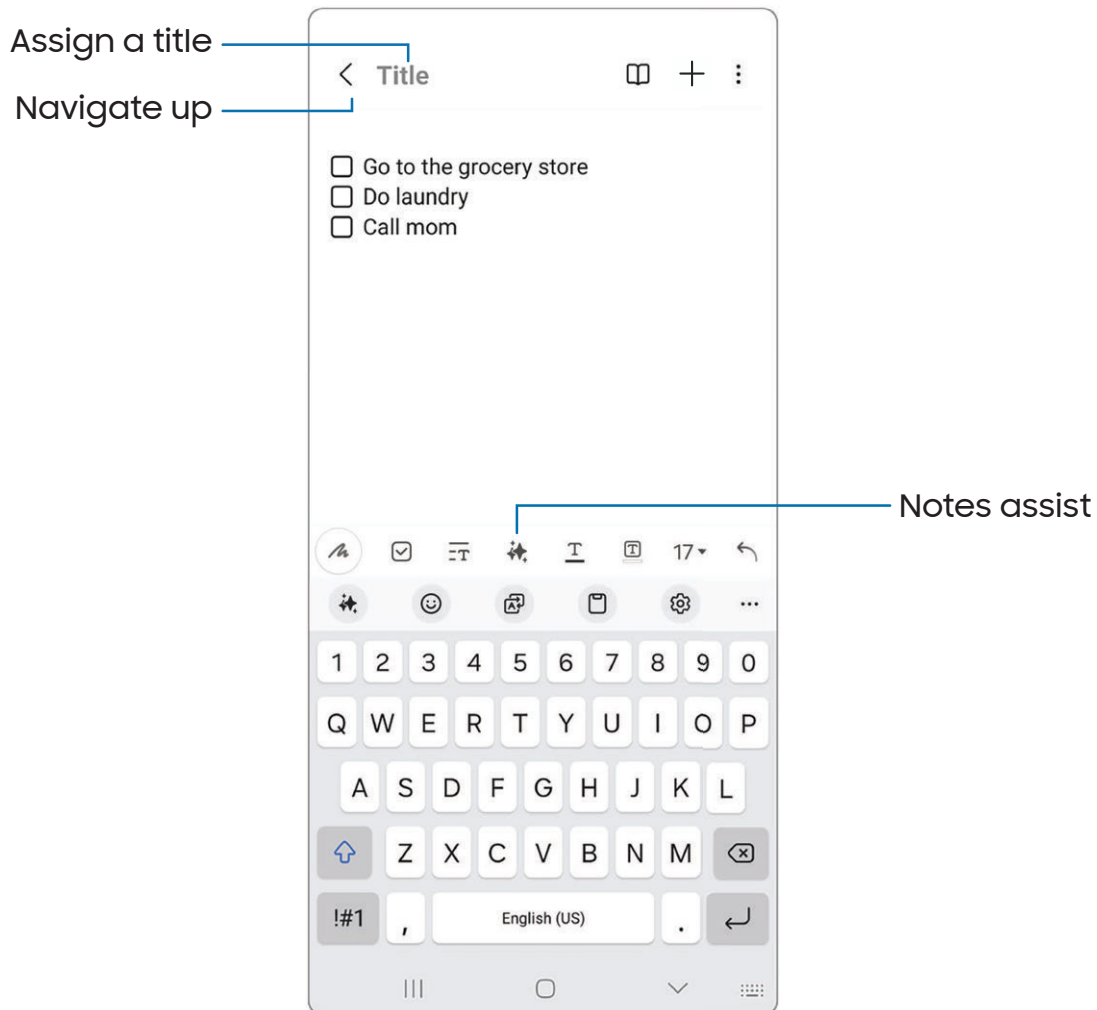 Assign a title
Title
Navigate up
Go to the grocery store
Do laundry
Call mom
Notes assist
T T T 17
A
1 2 3 4 5 6 7 8 9 0
Q W E R T Y U I O P
A S D F G H J K L
Z X C V B N M
!#1 , English (US) .